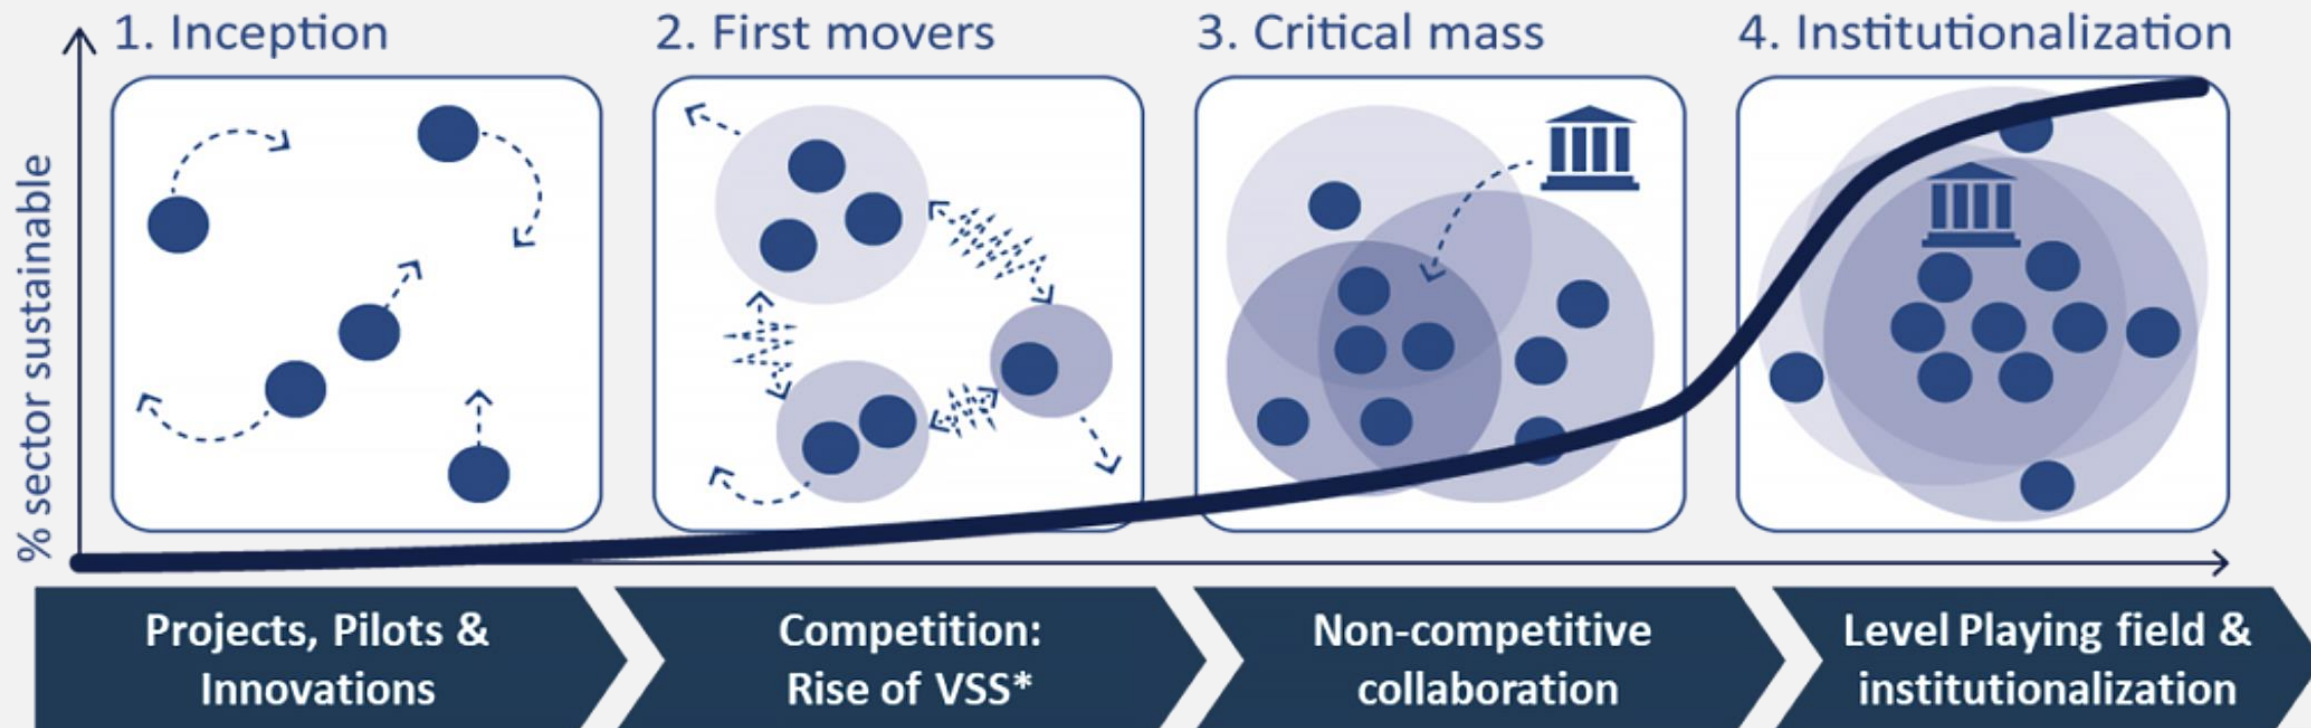 1. Inception
2. First movers
3. Critical mass
4. Institutionalization
% sector sustainable
Projects, Pilots &
Innovations
Competition:
Rise of VSS*
Non-competitive
collaboration
Level Playing field &
institutionalization